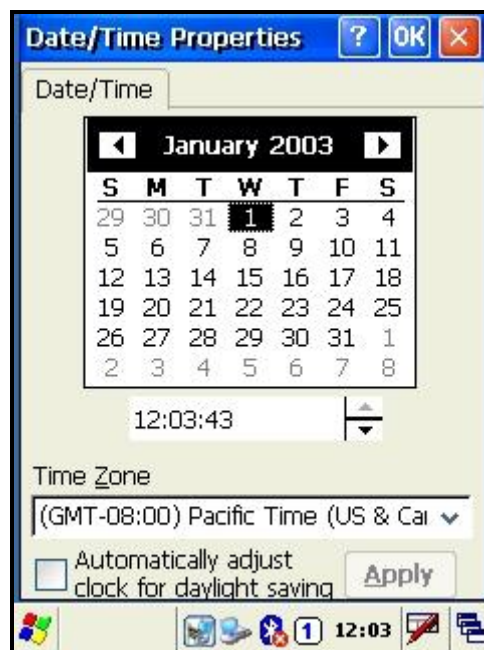 Date/Time Properties ? OK ×
Date/Time
January 2003
S M T W T F S
29 30 31 1 2 3 4
5 6 7 8 9 10 11
12 13 14 15 16 17 18
19 20 21 22 23 24 25
26 27 28 29 30 31 1
2 3 4 5 6 7 8
12:03:43
Time Zone
(GMT-08:00) Pacific Time (US & Cai
Automatically adjust
clock for daylight saving
Apply
1 12:03